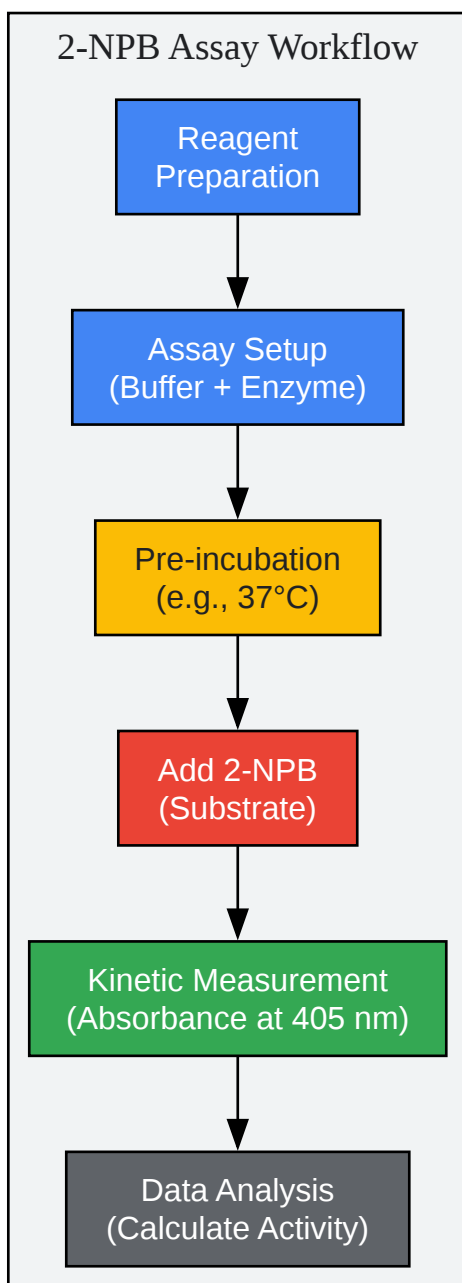 2-NPB Assay Workflow
Reagent
Preparation
Assay Setup
(Buffer + Enzyme)
Pre-incubation
(e.g., 37°C)
Add 2-NPB
(Substrate)
Kinetic Measurement
(Absorbance at 405 nm)
Data Analysis
(Calculate Activity)